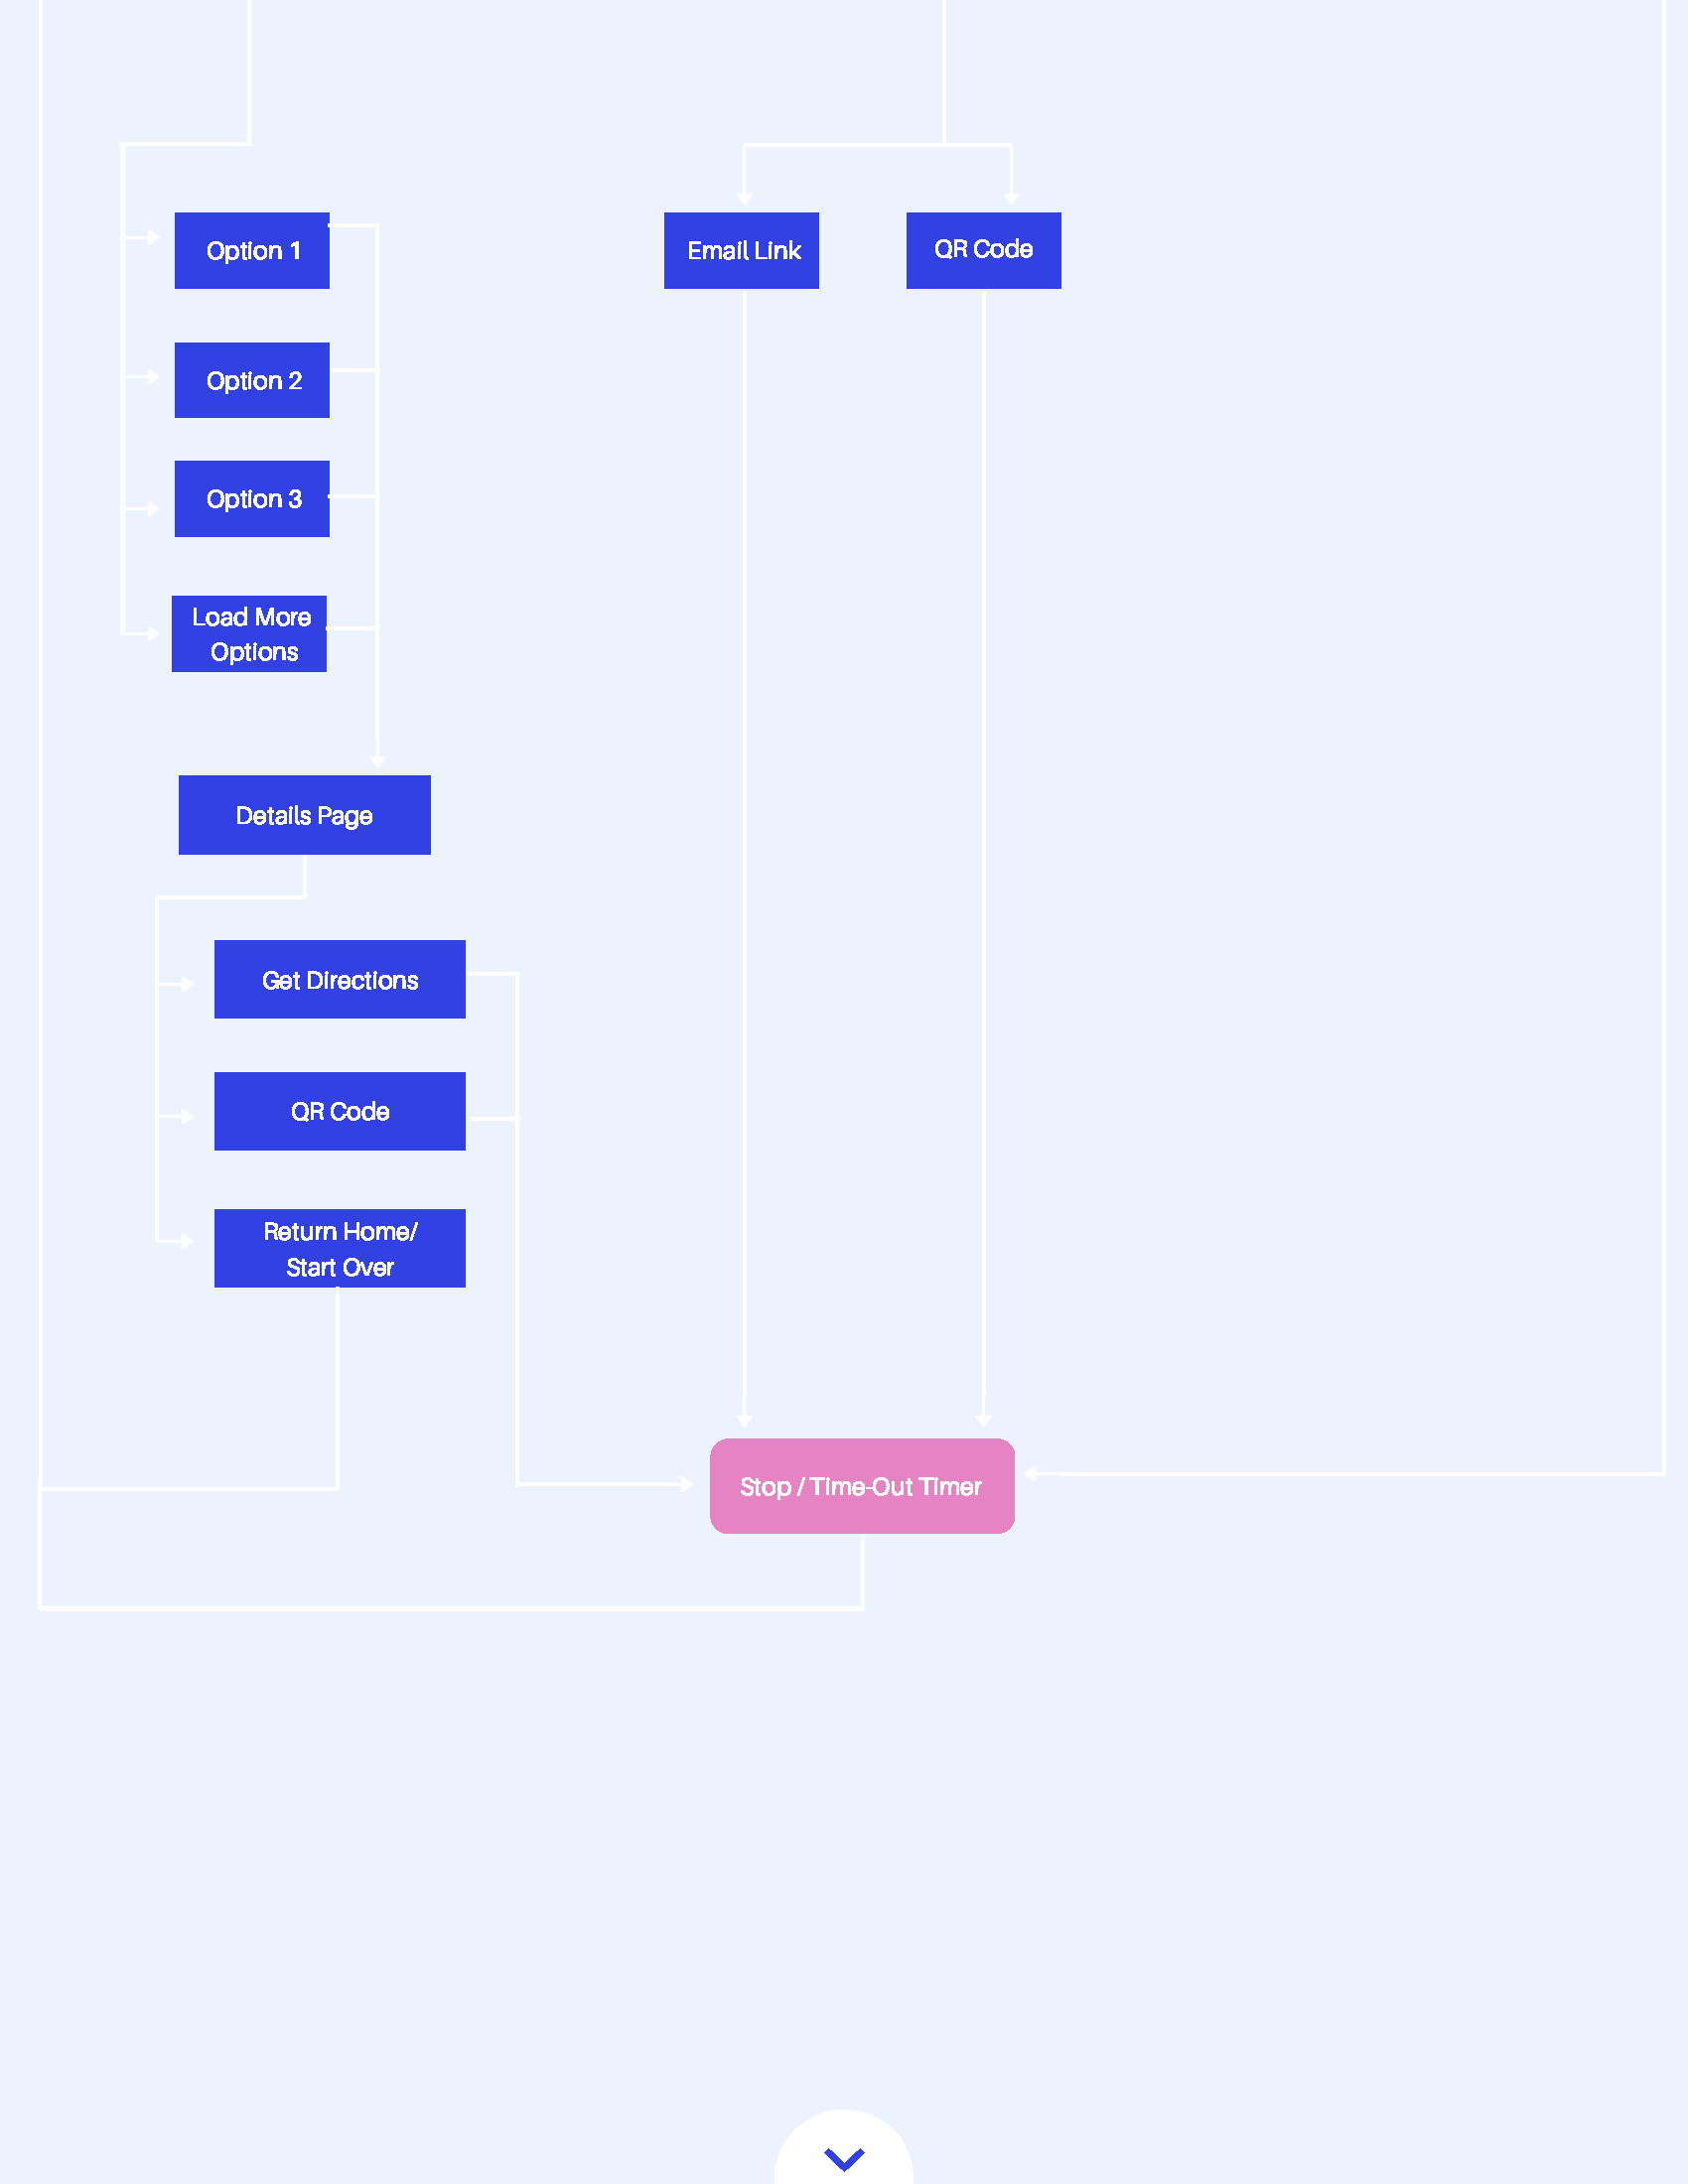 Option 1
Email Link
QR Code
Option 2
Option 3
Load More
Options
Details Page
Get Directions
QR Code
Return Home/
Start Over
Stop / Time-Out Timer